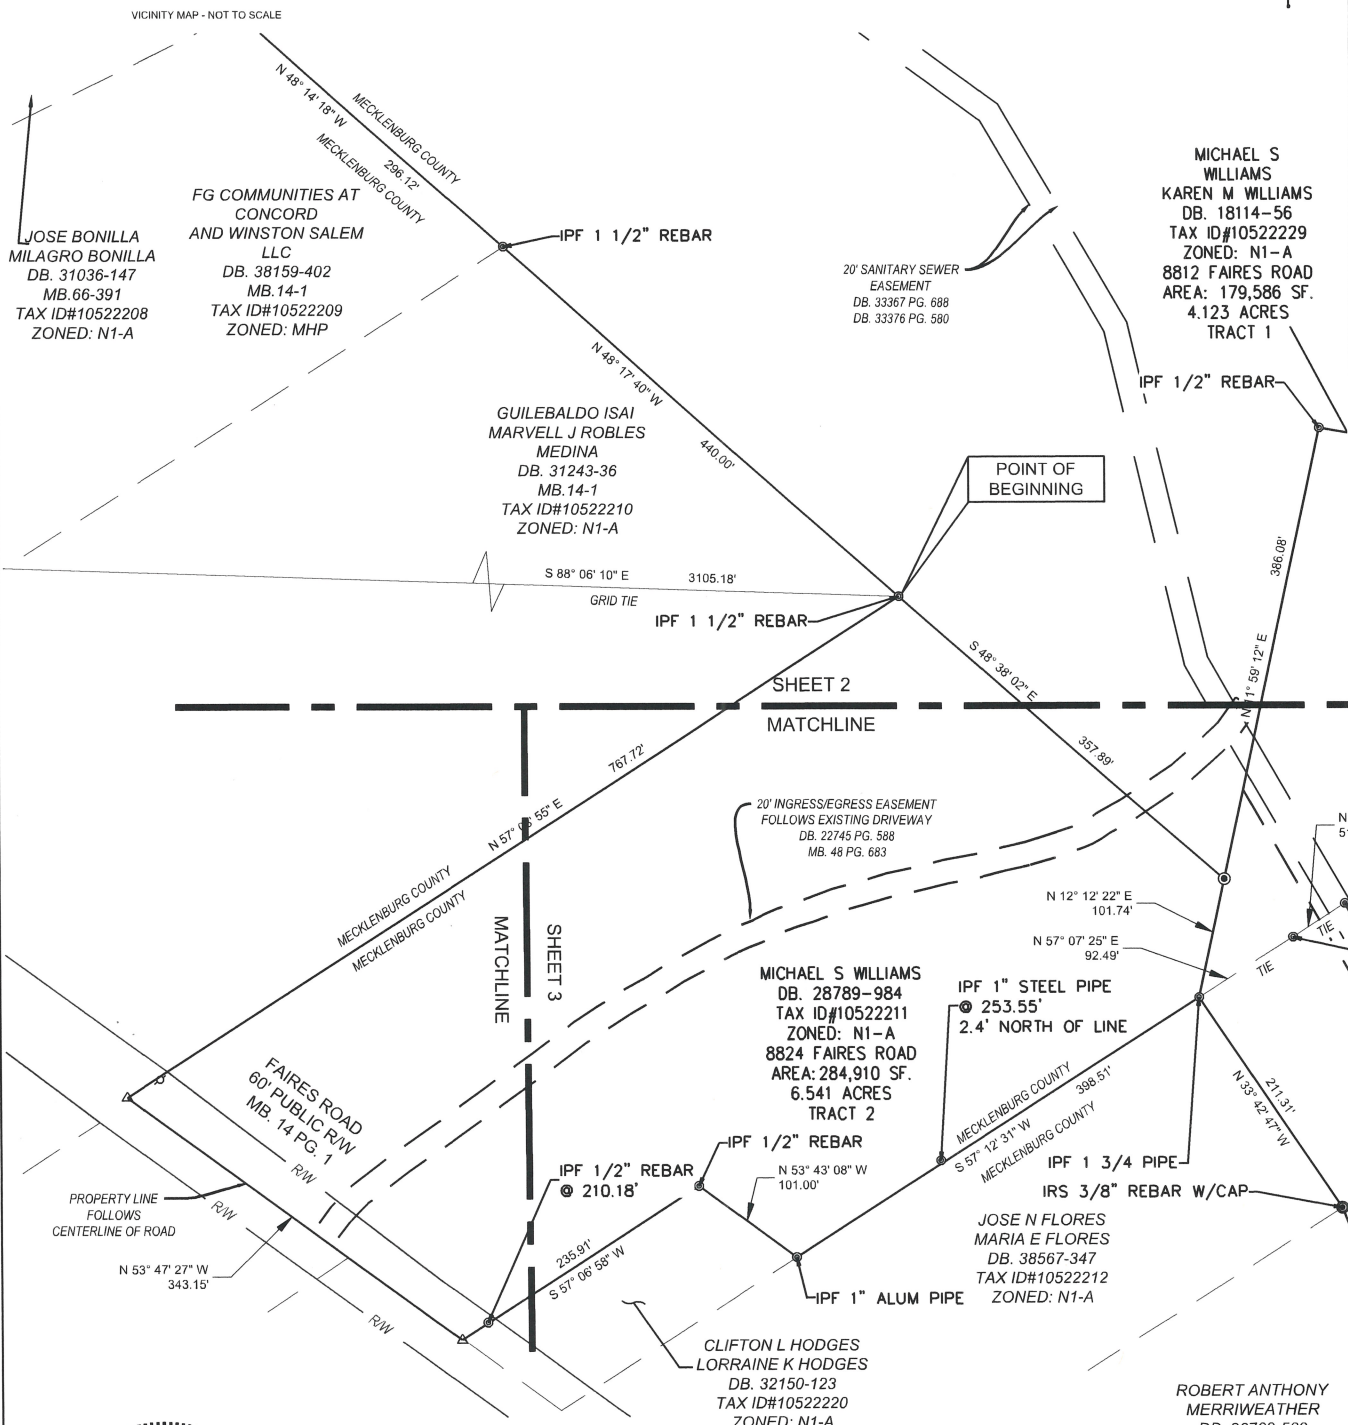 VICINITY MAP - NOT TO SCALE
N 48° 14' 18" W
296.12'
MECKLENBURG COUNTY
MECKLENBURG COUNTY
JOSE BONILLA
MILAGRO BONILLA
DB. 31036-147
MB.66-391
TAX ID#10522208
ZONED: N1-A
FG COMMUNITIES AT
CONCORD
AND WINSTON SALEM
LLC
DB. 38159-402
MB.14-1
TAX ID#10522209
ZONED: MHP
IPF 1 1/2" REBAR
20' SANITARY SEWER
EASEMENT
DB. 33367 PG. 688
DB. 33376 PG. 580
MICHAEL S
WILLIAMS
KAREN M WILLIAMS
DB. 18114-56
TAX ID#10522229
ZONED: N1-A
8812 FAIRES ROAD
AREA: 179,586 SF.
4.123 ACRES
TRACT 1
IPF 1/2" REBAR
N 48° 17' 40" W
440.00'
GUILEBALDO ISAI
MARVELL J ROBLES
MEDINA
DB. 31243-36
MB.14-1
TAX ID#10522210
ZONED: N1-A
POINT OF
BEGINNING
S 88° 06' 10" E 3105.18'
GRID TIE
IPF 1 1/2" REBAR
386.08'
N 11° 59' 12" E
S 48° 38' 02" E
357.89'
SHEET 2
MATCHLINE
767.72'
N 57° 55" E
MECKLENBURG COUNTY
MECKLENBURG COUNTY
20' INGRESS/EGRESS EASEMENT
FOLLOWS EXISTING DRIVEWAY
DB. 22745 PG. 588
MB. 48 PG. 683
N
5
N 12° 12' 22" E
101.74'
N 57° 07' 25" E
92.49'
TIE
TIE
MATCHLINE
SHEET 3
MICHAEL S WILLIAMS
DB. 28789-984
TAX ID#10522211
ZONED: N1-A
8824 FAIRES ROAD
AREA: 284,910 SF.
6.541 ACRES
TRACT 2
IPF 1" STEEL PIPE
@ 253.55'
2.4' NORTH OF LINE
MECKLENBURG COUNTY
398.51'
S 57° 12' 31" W
MECKLENBURG COUNTY
211.31'
N 33° 42' 47" W
FAIRES ROAD
60' PUBLIC R/W
MB. 14 PG. 1
R/W
R/W
R/W
PROPERTY LINE
FOLLOWS
CENTERLINE OF ROAD
N 53° 47' 27" W
343.15'
IPF 1/2" REBAR
@ 210.18'
IPF 1/2" REBAR
N 53° 43' 08" W
101.00'
235.91'
S 57° 06' 58" W
IPF 1 3/4 PIPE
IRS 3/8" REBAR W/CAP
JOSE N FLORES
MARIA E FLORES
DB. 38567-347
TAX ID#10522212
ZONED: N1-A
IPF 1" ALUM PIPE
CLIFTON L HODGES
LORRAINE K HODGES
DB. 32150-123
TAX ID#10522220
ZONED: N1-A
ROBERT ANTHONY
MERRIWEATHER